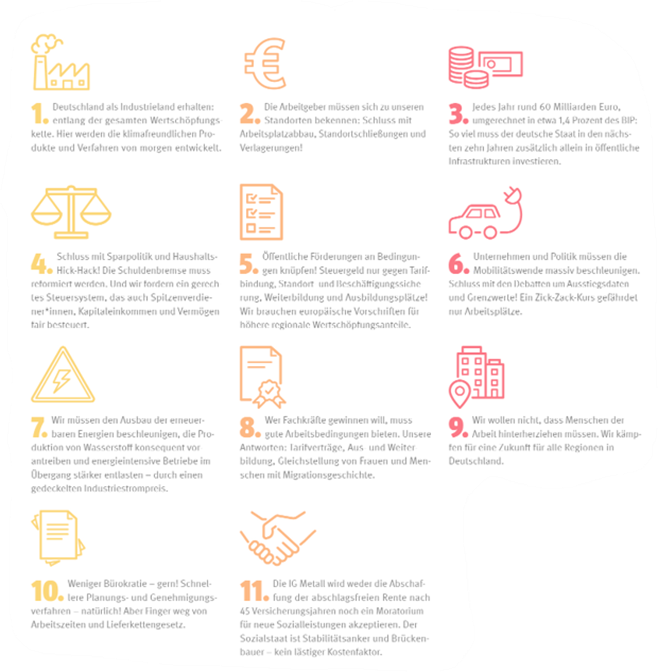 1. Deutschland als Industrieland erhalten:
entlang der gesamten Wertschöpfungs-
kette. Hier werden die klimafreundlichen Pro-
dukte und Verfahren von morgen entwickelt.
2. Die Arbeitgeber müssen sich zu unseren
Standorten bekennen: Schluss mit
Arbeitsplatzabbau, Standortschließungen und
Verlagerungen!
3. Jedes Jahr rund 60 Milliarden Euro,
umgerechnet in etwa 1,4 Prozent des BIP:
So viel muss der deutsche Staat in den nächs-
ten zehn Jahren zusätzlich allein in öffentliche
Infrastrukturen investieren.
4. Schluss mit Sparpolitik und Haushalts-
Hick-Hack! Die Schuldenbremse muss
reformiert werden. Und wir fordern ein gerech
tes Steuersystem, das auch Spitzenverdie-
ner*innen, Kapitaleinkommen und Vermögen
fair besteuert.
5. Öffentliche Förderungen an Bedingun-
gen knüpfen! Steuergeld nur gegen Tarif-
bindung, Standort- und Beschäftigungssiche
rung, Weiterbildung und Ausbildungsplätze!
Wir brauchen europäische Vorschriften für
höhere regionale Wertschöpfungsanteile.
6. Unternehmen und Politik müssen die
Mobilitätswende massiv beschleunigen.
Schluss mit den Debatten um Ausstiegsdaten
und Grenzwerte! Ein Zick-Zack-Kurs gefährdet
nur Arbeitsplätze.
7. Wir müssen den Ausbau der erneuer-
baren Energien beschleunigen, die Pro-
duktion von Wasserstoff konsequent vor
antreiben und energieintensive Betriebe im
Übergang stärker entlasten – durch einen
gedeckelten Industriestrompreis.
8. Wer Fachkräfte gewinnen will, muss
gute Arbeitsbedingungen bieten. Unsere
Antworten: Tarifverträge, Aus- und Weiter
bildung, Gleichstellung von Frauen und Men-
schen mit Migrationsgeschichte.
9. Wir wollen nicht, dass Menschen der
Arbeit hinterherziehen müssen. Wir kämp-
fen für eine Zukunft für alle Regionen in
Deutschland.
10. Weniger Bürokratie – gern! Schnel-
lere Planungs- und Genehmigungs-
verfahren – natürlich! Aber Finger weg von
Arbeitszeiten und Lieferkettengesetz.
11. Die IG Metall wird weder die Abschaf-
fung der abschlagsfreien Rente nach
45 Versicherungsjahren noch ein Moratorium
für neue Sozialleistungen akzeptieren. Der
Sozialstaat ist Stabilitätsanker und Brücken-
bauer – kein lästiger Kostenfaktor.